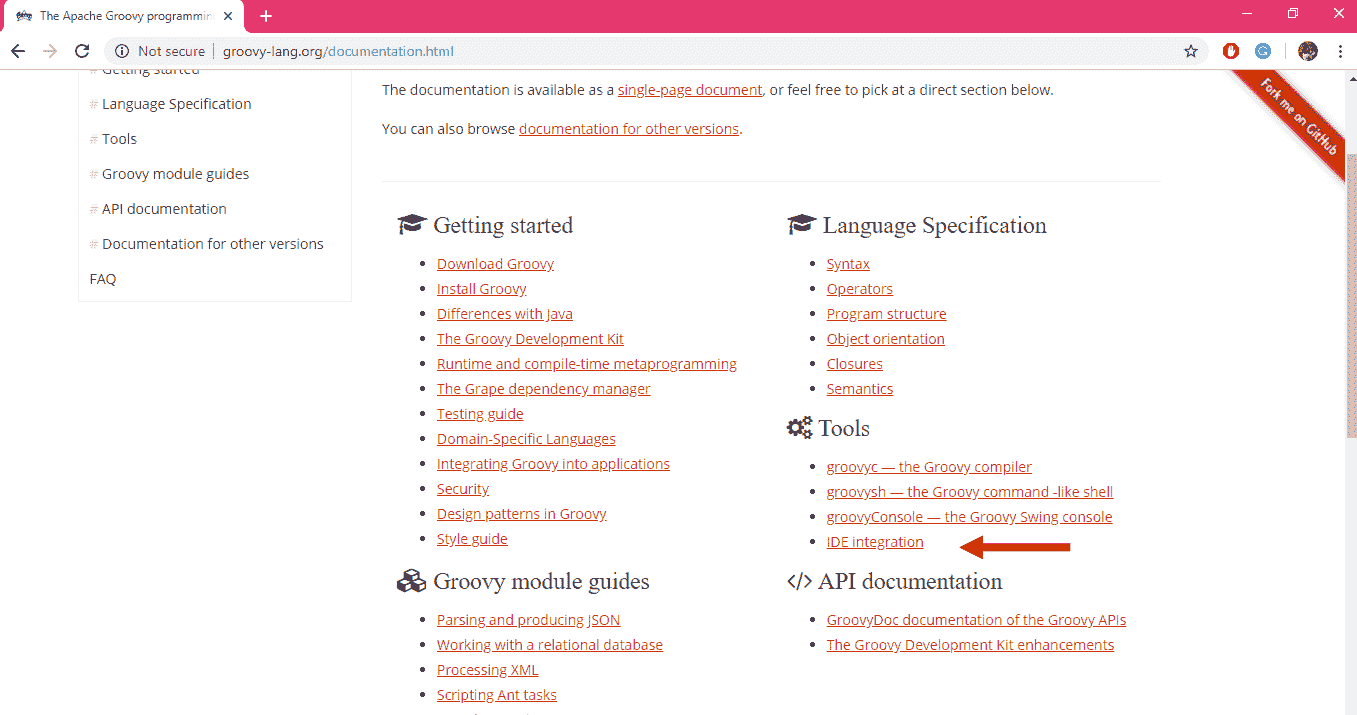 The Apache Groovy programmin
Not secure
groovy-lang.org/documentation.html
# Getting started
# Language Specification
# Tools
# Groovy module guides
# API documentation
# Documentation for other versions
FAQ
The documentation is available as a single-page document, or feel free to pick at a direct section below.
You can also browse documentation for other versions.
Fork me on GitHub
Getting started
Download Groovy
Install Groovy
Differences with Java
The Groovy Development Kit
Runtime and compile-time metaprogramming
The Grape dependency manager
Testing guide
Domain-Specific Languages
Integrating Groovy into applications
Security
Design patterns in Groovy
Style guide
Groovy module guides
Parsing and producing JSON
Working with a relational database
Processing XML
Scripting Ant tasks
Language Specification
Syntax
Operators
Program structure
Object orientation
Closures
Semantics
Tools
groovyc — the Groovy compiler
groovysh — the Groovy command -like shell
groovyConsole — the Groovy Swing console
IDE integration
</> API documentation
GroovyDoc documentation of the Groovy APIs
The Groovy Development Kit enhancements